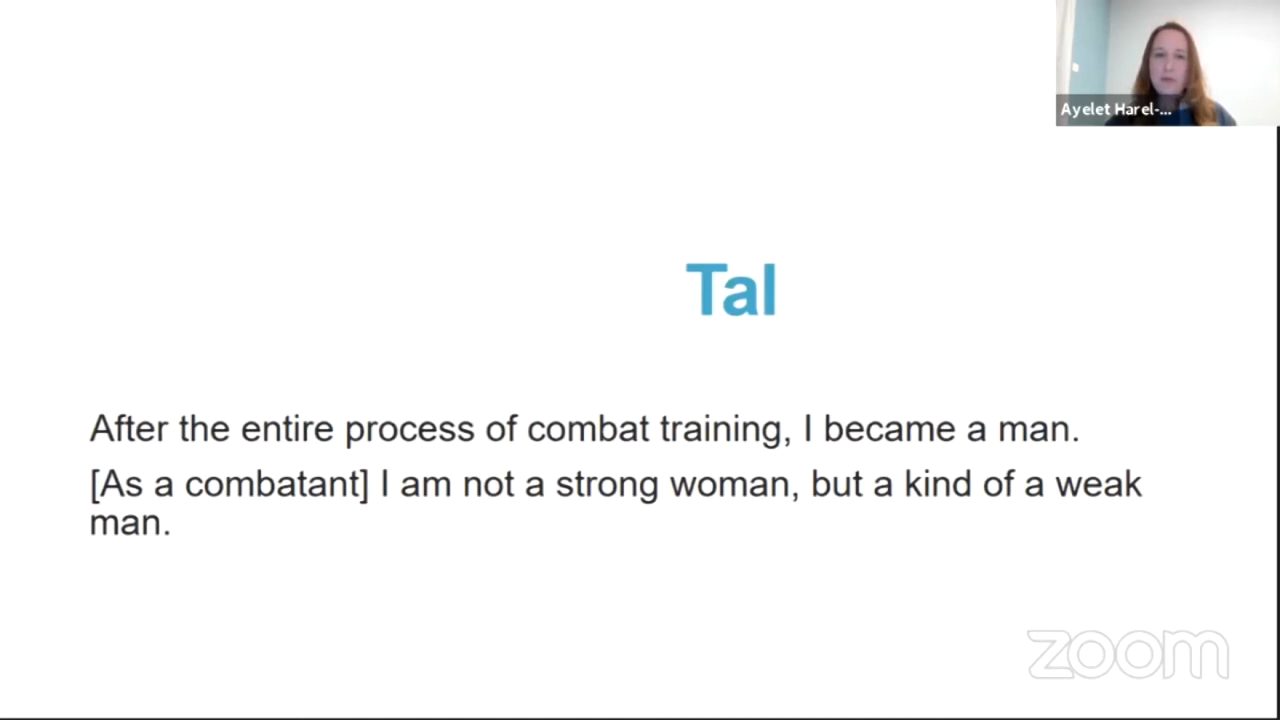 Ayelet Harel-...
Tal
After the entire process of combat training, I became a man.
[As a combatant] I am not a strong woman, but a kind of a weak
man.
zoom